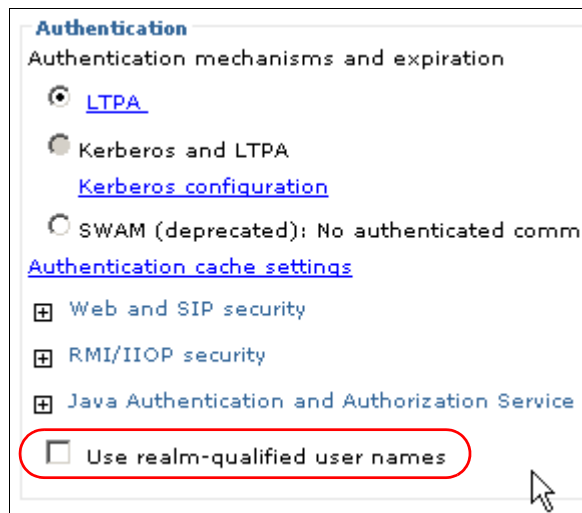 Authentication
Authentication mechanisms and expiration
LTPA
Kerberos and LTPA
Kerberos configuration
SWAM (deprecated): No authenticated comm
Authentication cache settings
Web and SIP security
RMI/IIOP security
Java Authentication and Authorization Service
Use realm-qualified user names